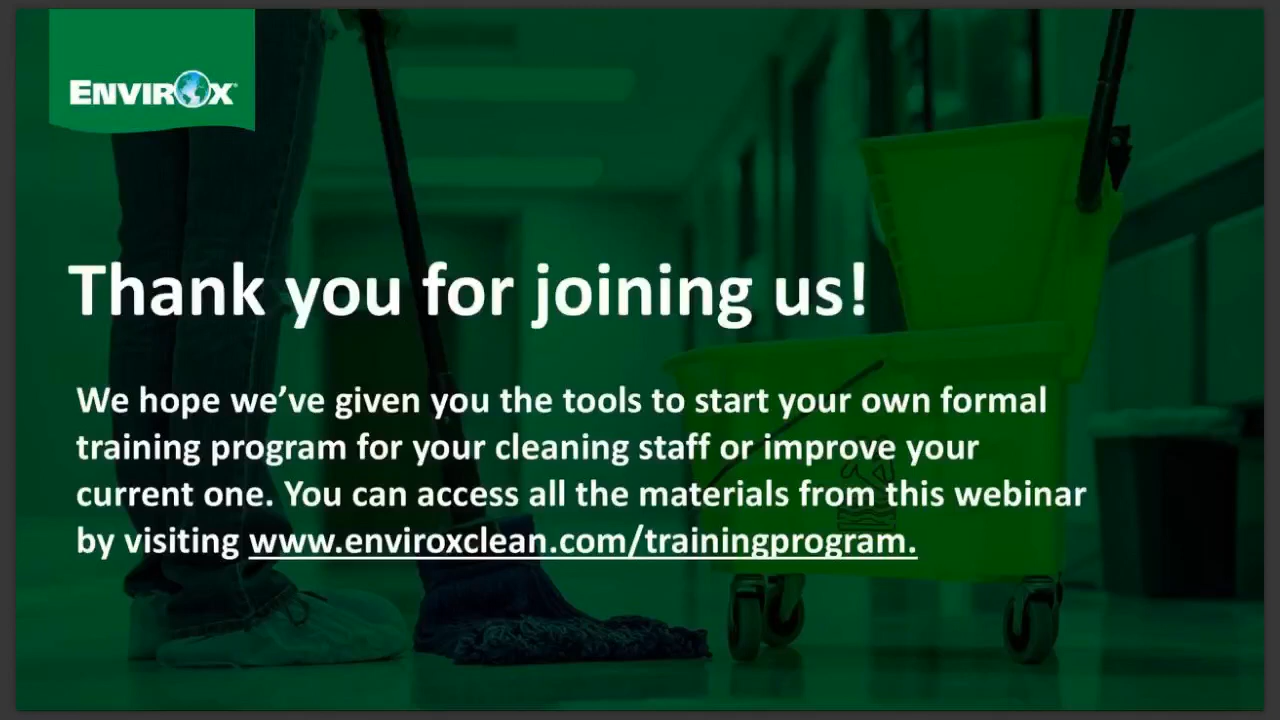 ENVIROX
Thank you for joining us!
We hope we’ve given you the tools to start your own formal
training program for your cleaning staff or improve your
current one. You can access all the materials from this webinar
by visiting www.enviroxclean.com/trainingprogram.